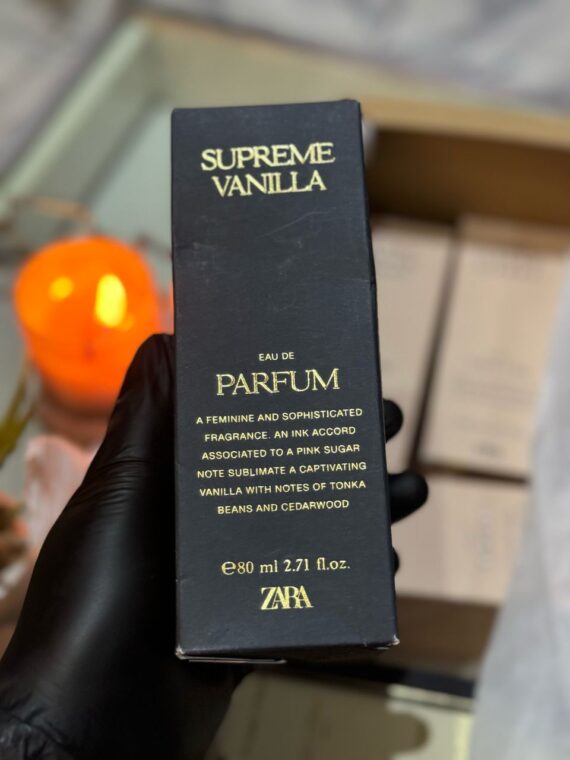 SUPREME
VANILLA
EAU DE
PARFUM
A FEMININE AND SOPHISTICATED
FRAGRANCE. AN INK ACCORD
ASSOCIATED TO A PINK SUGAR
NOTE SUBLIMATE A CAPTIVATING
VANILLA WITH NOTES OF TONKA
BEANS AND CEDARWOOD
℮80 ml 2.71 fl.oz.
ZARA